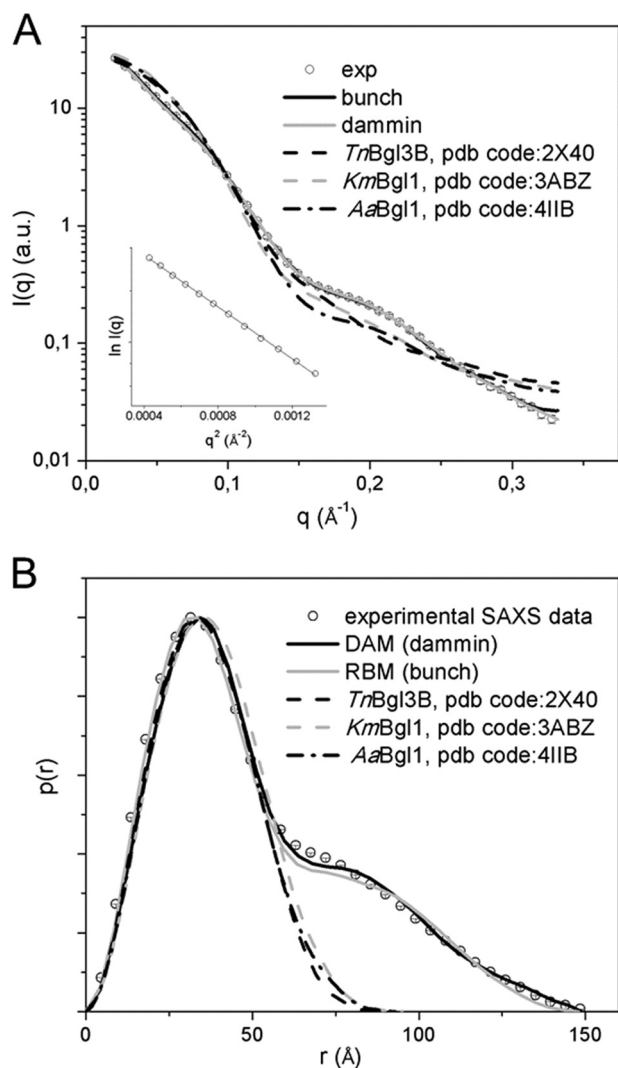 A
I(q) (a.u.)
10
1
0,1
0,01
exp
bunch
dammin
TnBgl3B, pdb code:2X40
KmBgl1, pdb code:3ABZ
AaBgl1, pdb code:4IIB
ln I(q)
0.0004 0.0008 0.0012
q² (Å⁻²)
0,0 0,1 0,2 0,3
q (Å⁻¹)
B
p(r)
experimental SAXS data
DAM (dammin)
RBM (bunch)
TnBgl3B, pdb code:2X40
KmBgl1, pdb code:3ABZ
AaBgl1, pdb code:4IIB
0 50 100 150
r (Å)